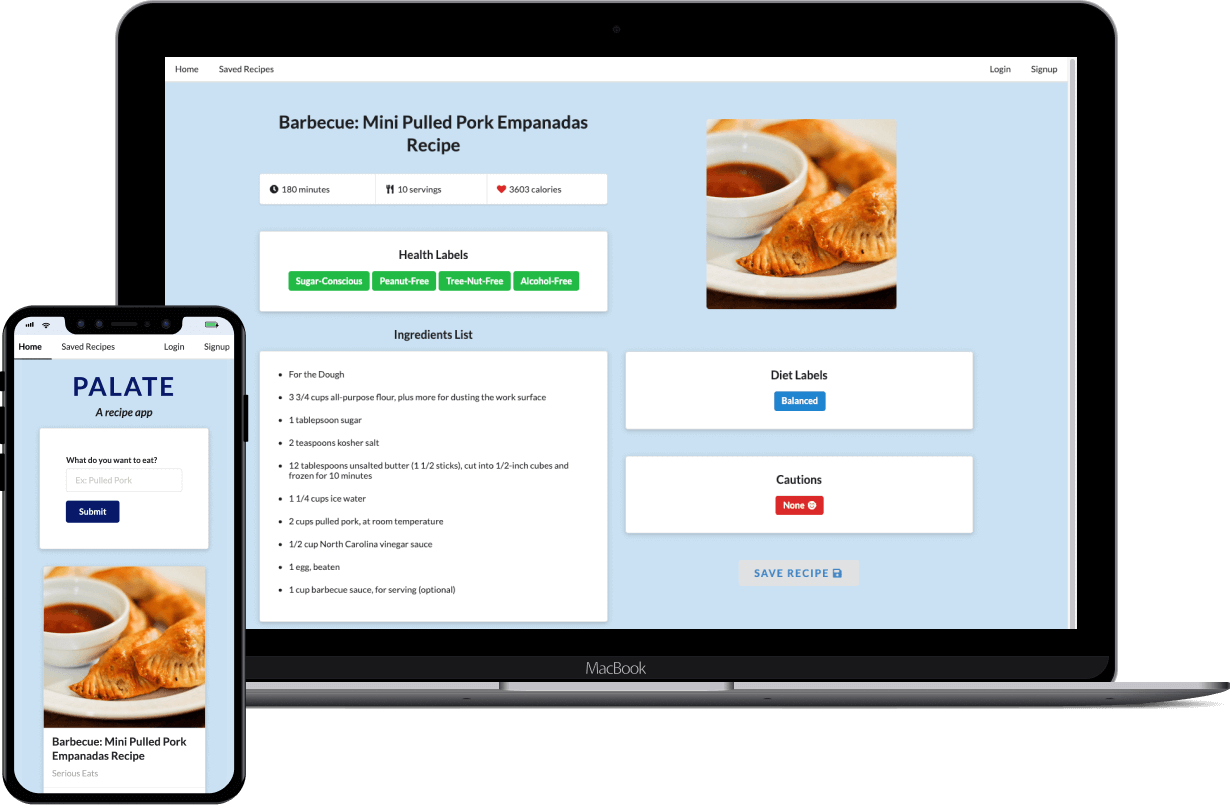 Home Saved Recipes Login Signup
Barbecue: Mini Pulled Pork Empanadas
Recipe
180 minutes 10 servings 3603 calories
Health Labels
Sugar-Conscious Peanut-Free Tree-Nut-Free Alcohol-Free
Ingredients List
For the Dough
3 3/4 cups all-purpose flour, plus more for dusting the work surface
1 tablepsoon sugar
2 teaspoons kosher salt
12 tablespoons unsalted butter (1 1/2 sticks), cut into 1/2-inch cubes and
frozen for 10 minutes
1 1/4 cups ice water
2 cups pulled pork, at room temperature
1/2 cup North Carolina vinegar sauce
1 egg, beaten
1 cup barbecue sauce, for serving (optional)
Diet Labels
Balanced
Cautions
None
SAVE RECIPE
MacBook
Home Saved Recipes Login Signup
PALATE
A recipe app
What do you want to eat?
Ex: Pulled Pork
Submit
Barbecue: Mini Pulled Pork
Empanadas Recipe
Serious Eats